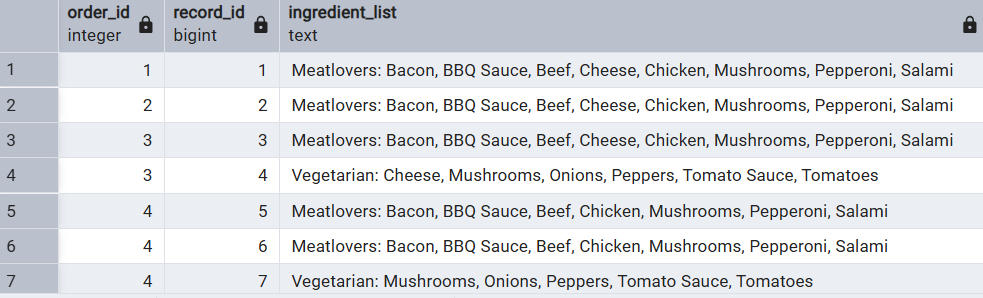 order_id record_id ingredient_list
integer bigint text
1 1 1 Meatlovers: Bacon, BBQ Sauce, Beef, Cheese, Chicken, Mushrooms, Pepperoni, Salami
2 2 2 Meatlovers: Bacon, BBQ Sauce, Beef, Cheese, Chicken, Mushrooms, Pepperoni, Salami
3 3 3 Meatlovers: Bacon, BBQ Sauce, Beef, Cheese, Chicken, Mushrooms, Pepperoni, Salami
4 3 4 Vegetarian: Cheese, Mushrooms, Onions, Peppers, Tomato Sauce, Tomatoes
5 4 5 Meatlovers: Bacon, BBQ Sauce, Beef, Chicken, Mushrooms, Pepperoni, Salami
6 4 6 Meatlovers: Bacon, BBQ Sauce, Beef, Chicken, Mushrooms, Pepperoni, Salami
7 4 7 Vegetarian: Mushrooms, Onions, Peppers, Tomato Sauce, Tomatoes